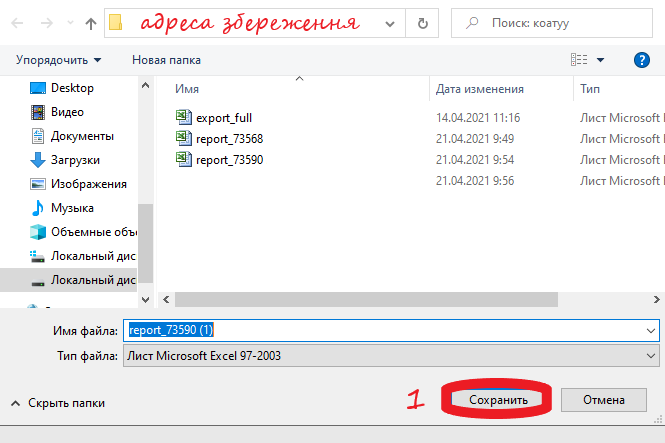 адреса збереження
Поиск: коатуу
Упорядочить
Новая папка
Имя
Дата изменения
Тип
Desktop
Видео
Документы
Загрузки
Изображения
Музыка
Объемные объ
Локальный дис
Локальный дис
export_full 14.04.2021 11:16 Лист Microsoft E
report_73568 21.04.2021 9:49 Лист Microsoft E
report_73590 21.04.2021 9:54 Лист Microsoft E
21.04.2021 9:56 Лист Microsoft E
Имя файла: report_73590 (1)
Тип файла: Лист Microsoft Excel 97-2003
Скрыть папки
1 Сохранить Отмена